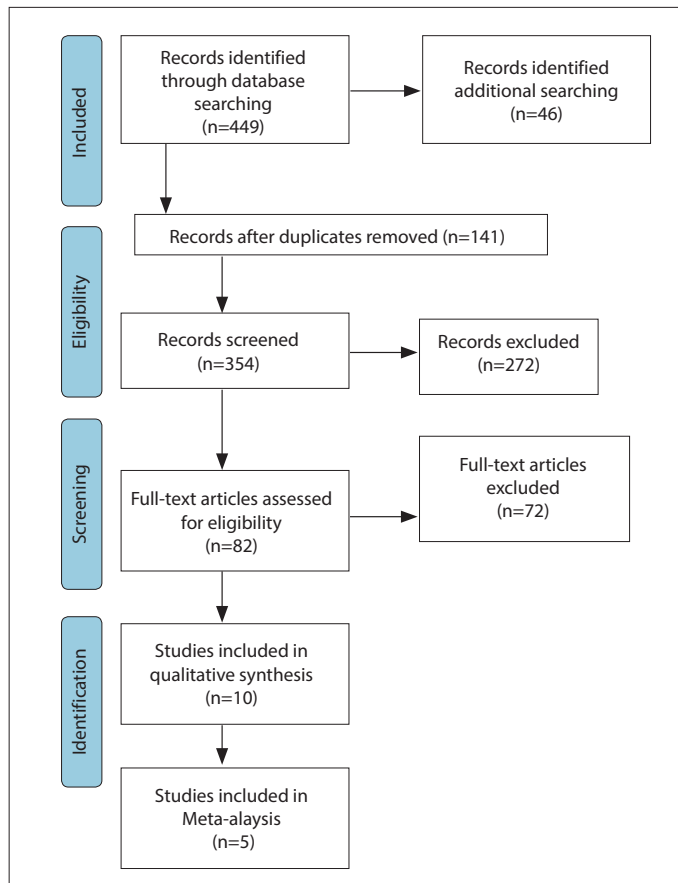 Included
Records identified
through database
searching
(n=449)
Records identified
additional searching
(n=46)
Records after duplicates removed (n=141)
Eligibility
Records screened
(n=354)
Records excluded
(n=272)
Screening
Full-text articles assessed
for eligibility
(n=82)
Full-text articles
excluded
(n=72)
Identification
Studies included in
qualitative synthesis
(n=10)
Studies included in
Meta-alaysis
(n=5)